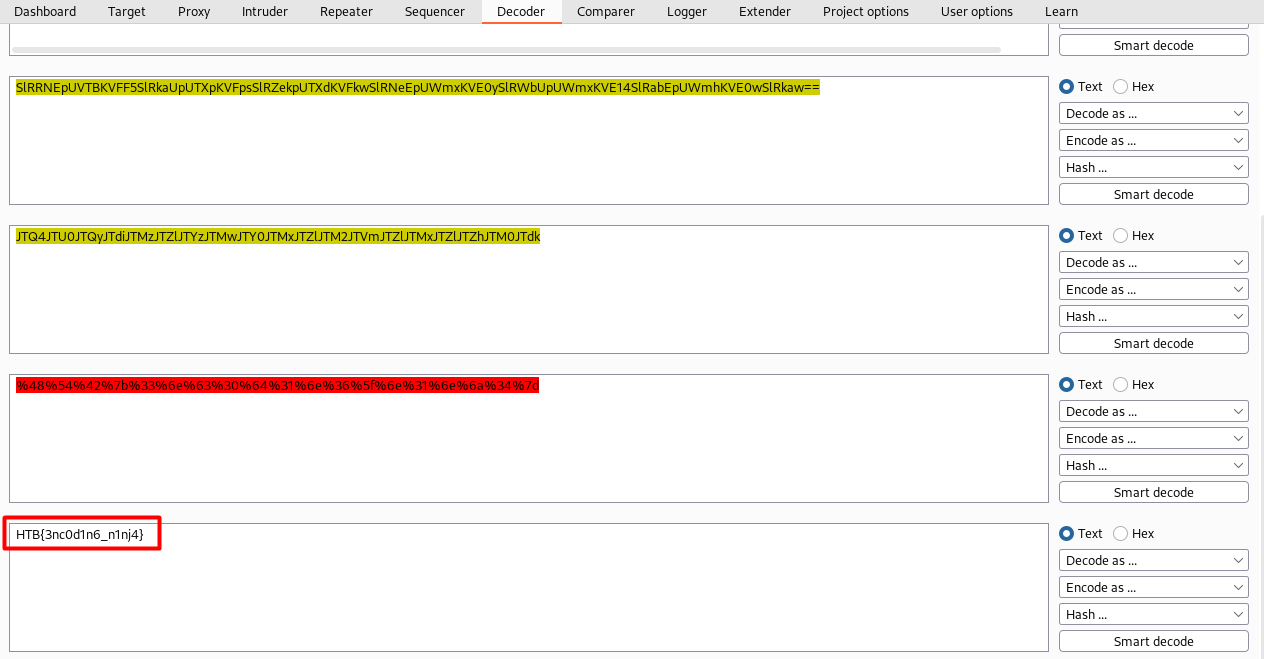 Dashboard Target Proxy Intruder Repeater Sequencer Decoder Comparer Logger Extender Project options User options Learn
Smart decode
SlRRNEpUVTBKVFF5SlRkaUpUTXpKVFpsSlRZekpUTXdKVFkwSlRNeEpUWmxKVE0ySlRWbUpUWmxKVE14SlRabEpUWmhKVE0wSlRkaw==
Text Hex
Decode as ...
Encode as ...
Hash ...
Smart decode
JTQ4JTU0JTQyJTdiJTMzJTZlJTYzJTMwJTY0JTMxJTZlJTM2JTVmJTZlJTMxJTZlJTZhJTM0JTdk
Text Hex
Decode as ...
Encode as ...
Hash ...
Smart decode
%48%54%42%7b%33%6e%63%30%64%31%6e%36%5f%6e%31%6e%6a%34%7d
Text Hex
Decode as ...
Encode as ...
Hash ...
Smart decode
HTB{3nc0d1n6_n1nj4}
Text Hex
Decode as ...
Encode as ...
Hash ...
Smart decode